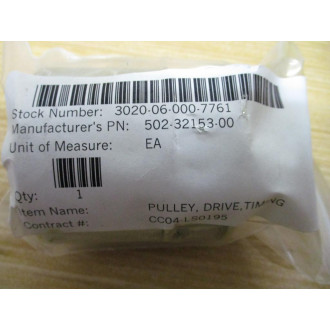 Stock Number: 3020-06-000-7761
Manufacturer's PN: 502-32153-00
Unit of Measure: EA
Qty: 1
Item Name: PULLEY, DRIVE, TIMING
Contract #: CC04 LS0195